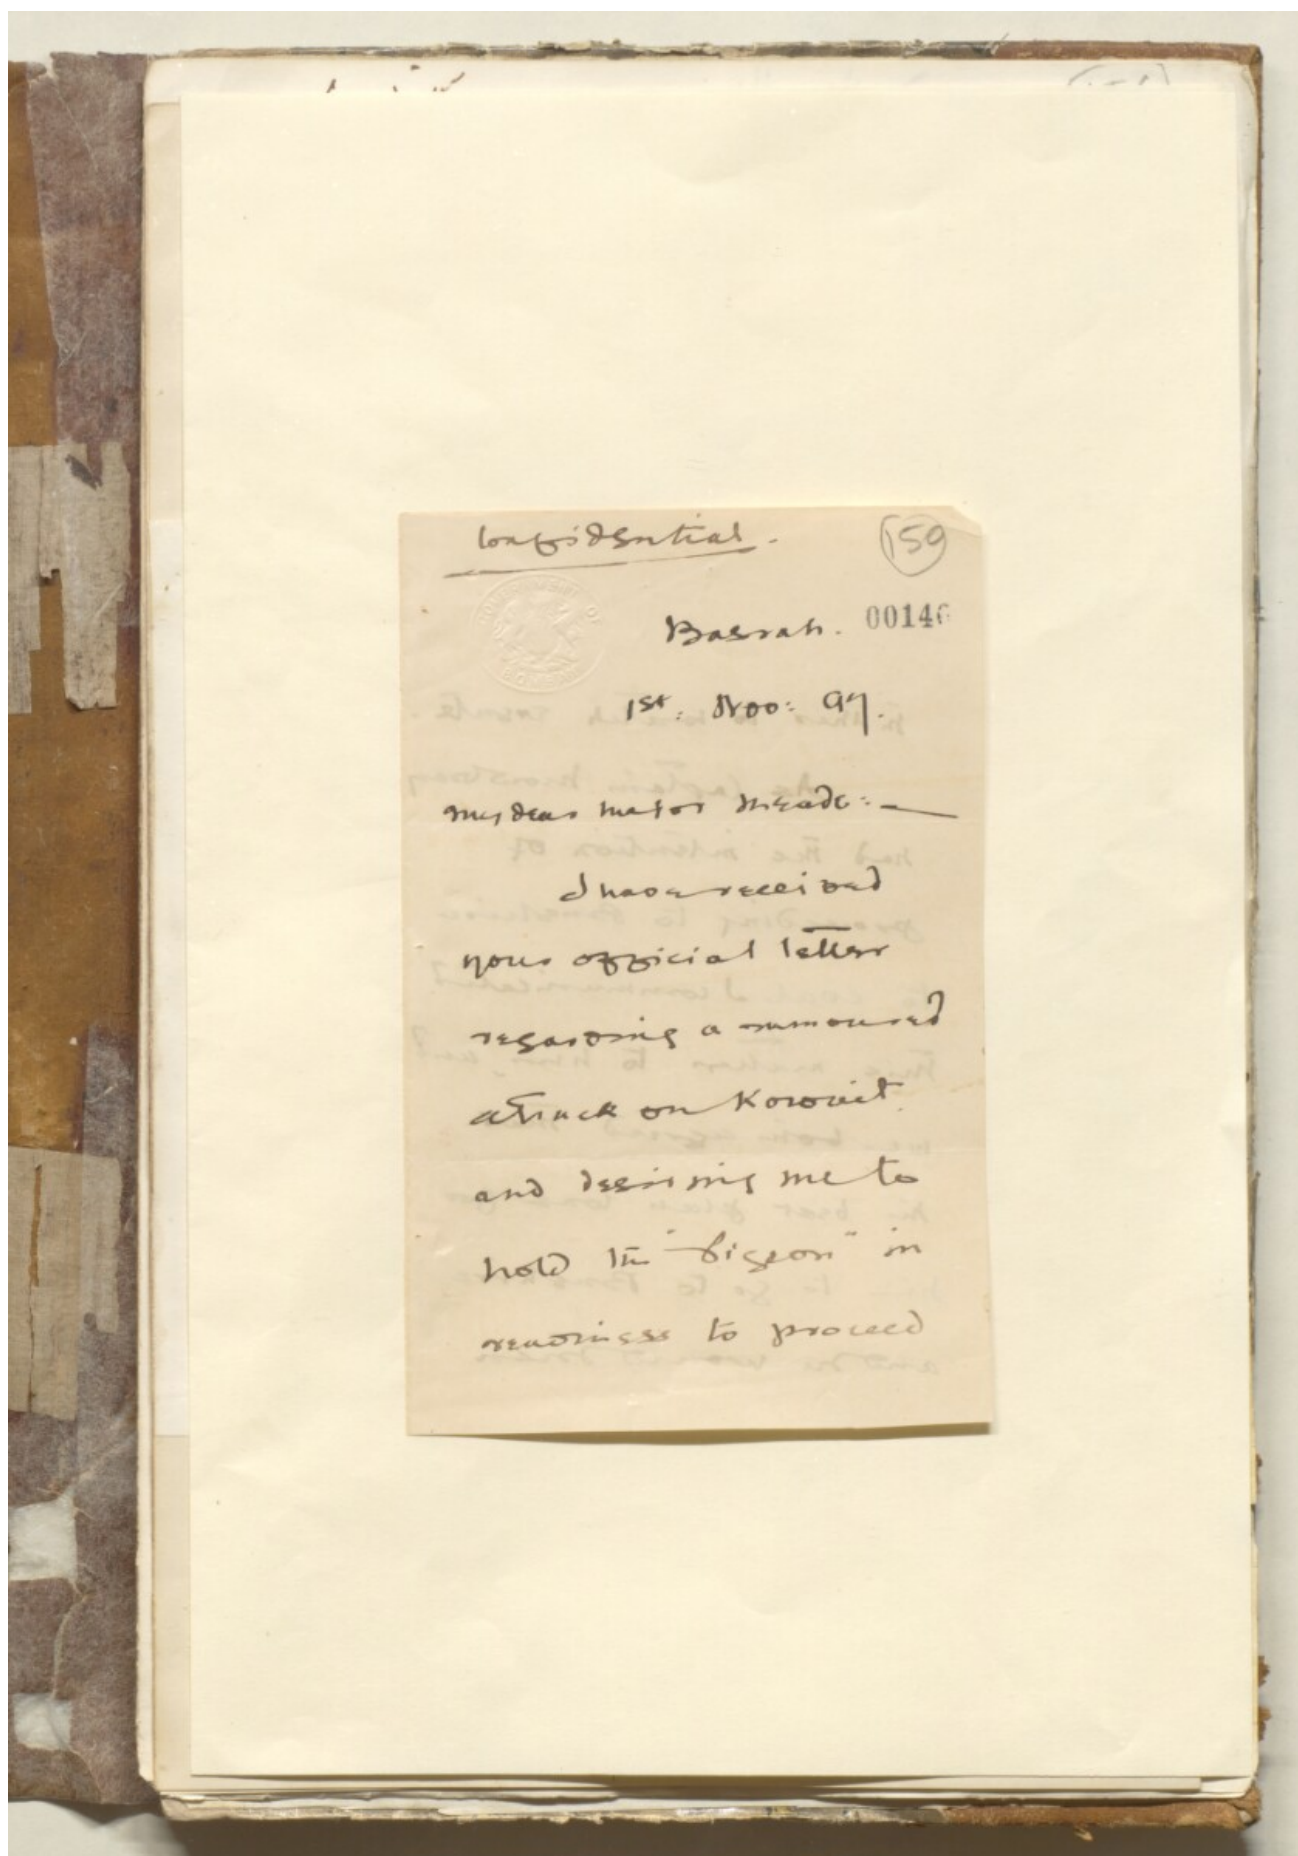 Confidential.
159
Basrah. 00146
1st. Nov: 97.
My dear Major Meade:—
I have received
your official letter
regarding a rumoured
attack on Kowait
and desiring me to
hold the "Pigeon" in
readiness to proceed